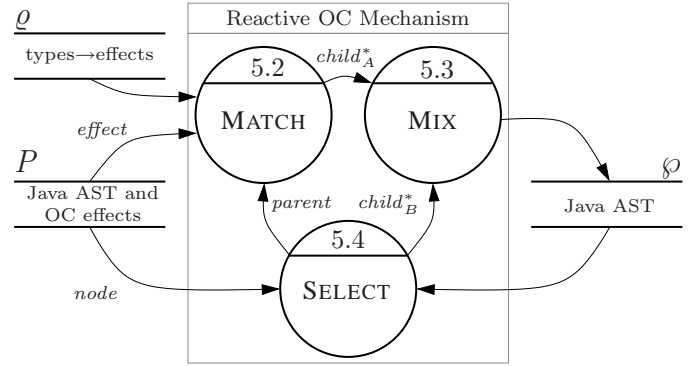 ϱ
Reactive OC Mechanism
types→effects
5.2
child*A
5.3
MATCH
MIX
effect
P
℘
Java AST and
OC effects
parent
child*B
Java AST
5.4
node
SELECT